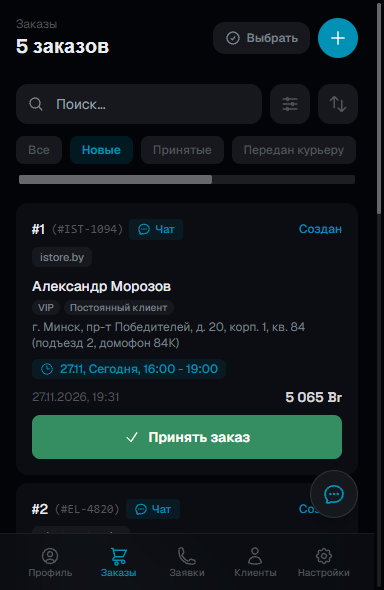 Заказы
5 заказов
Выбрать
Поиск...
Все
Новые
Принятые
Передан курьеру
#1 (#IST-1094) Чат Создан
istore.by
Александр Морозов
VIP Постоянный клиент
г. Минск, пр-т Победителей, д. 20, корп. 1, кв. 84
(подъезд 2, домофон 84К)
27.11, Сегодня, 16:00 - 19:00
27.11.2026, 19:31 5 065 Br
Принять заказ
#2 (#EL-4820) Чат
Профиль Заказы Заявки Клиенты Настройки